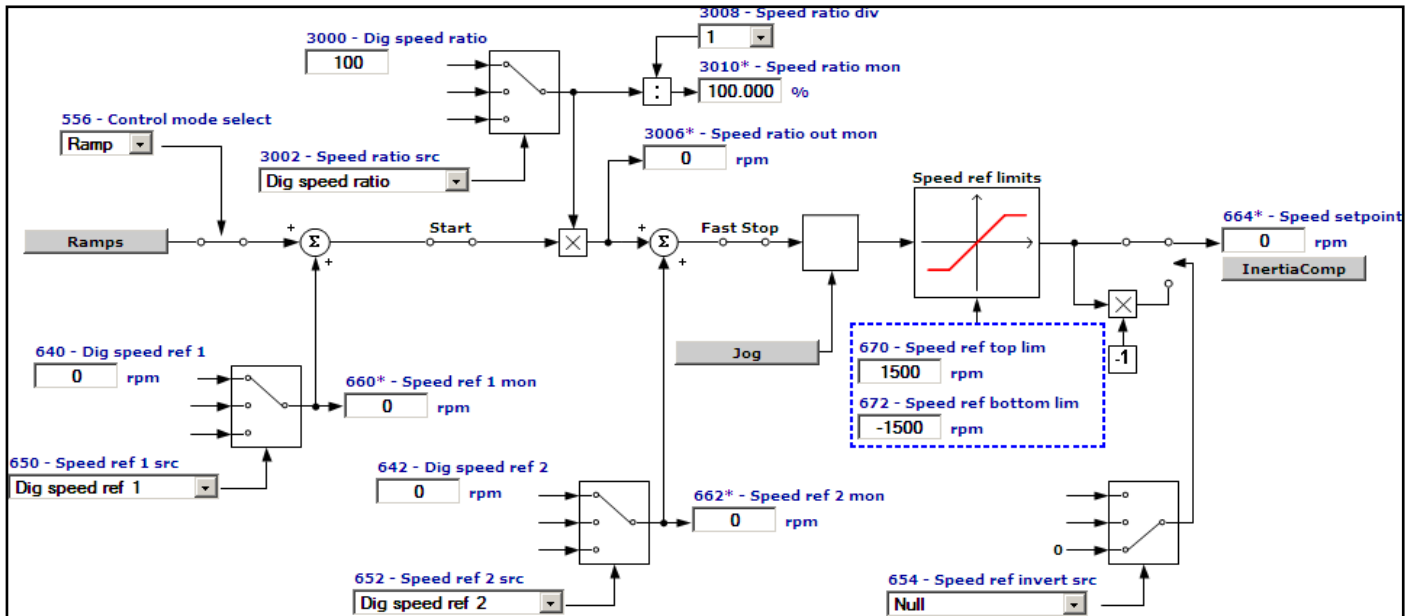 3008 - Speed ratio div
1
3000 - Dig speed ratio
100
3010* - Speed ratio mon
:
100.000 %
556 - Control mode select
Ramp
3006* - Speed ratio out mon
0 rpm
3002 - Speed ratio src
Dig speed ratio
Speed ref limits
664* - Speed setpoint
0 rpm
InertiaComp
Ramps
+
Σ
+
Start
×
+
Σ
+
Fast Stop
×
-1
Jog
670 - Speed ref top lim
1500 rpm
672 - Speed ref bottom lim
-1500 rpm
640 - Dig speed ref 1
0 rpm
660* - Speed ref 1 mon
0 rpm
650 - Speed ref 1 src
Dig speed ref 1
642 - Dig speed ref 2
0 rpm
662* - Speed ref 2 mon
0 rpm
652 - Speed ref 2 src
Dig speed ref 2
0
654 - Speed ref invert src
Null